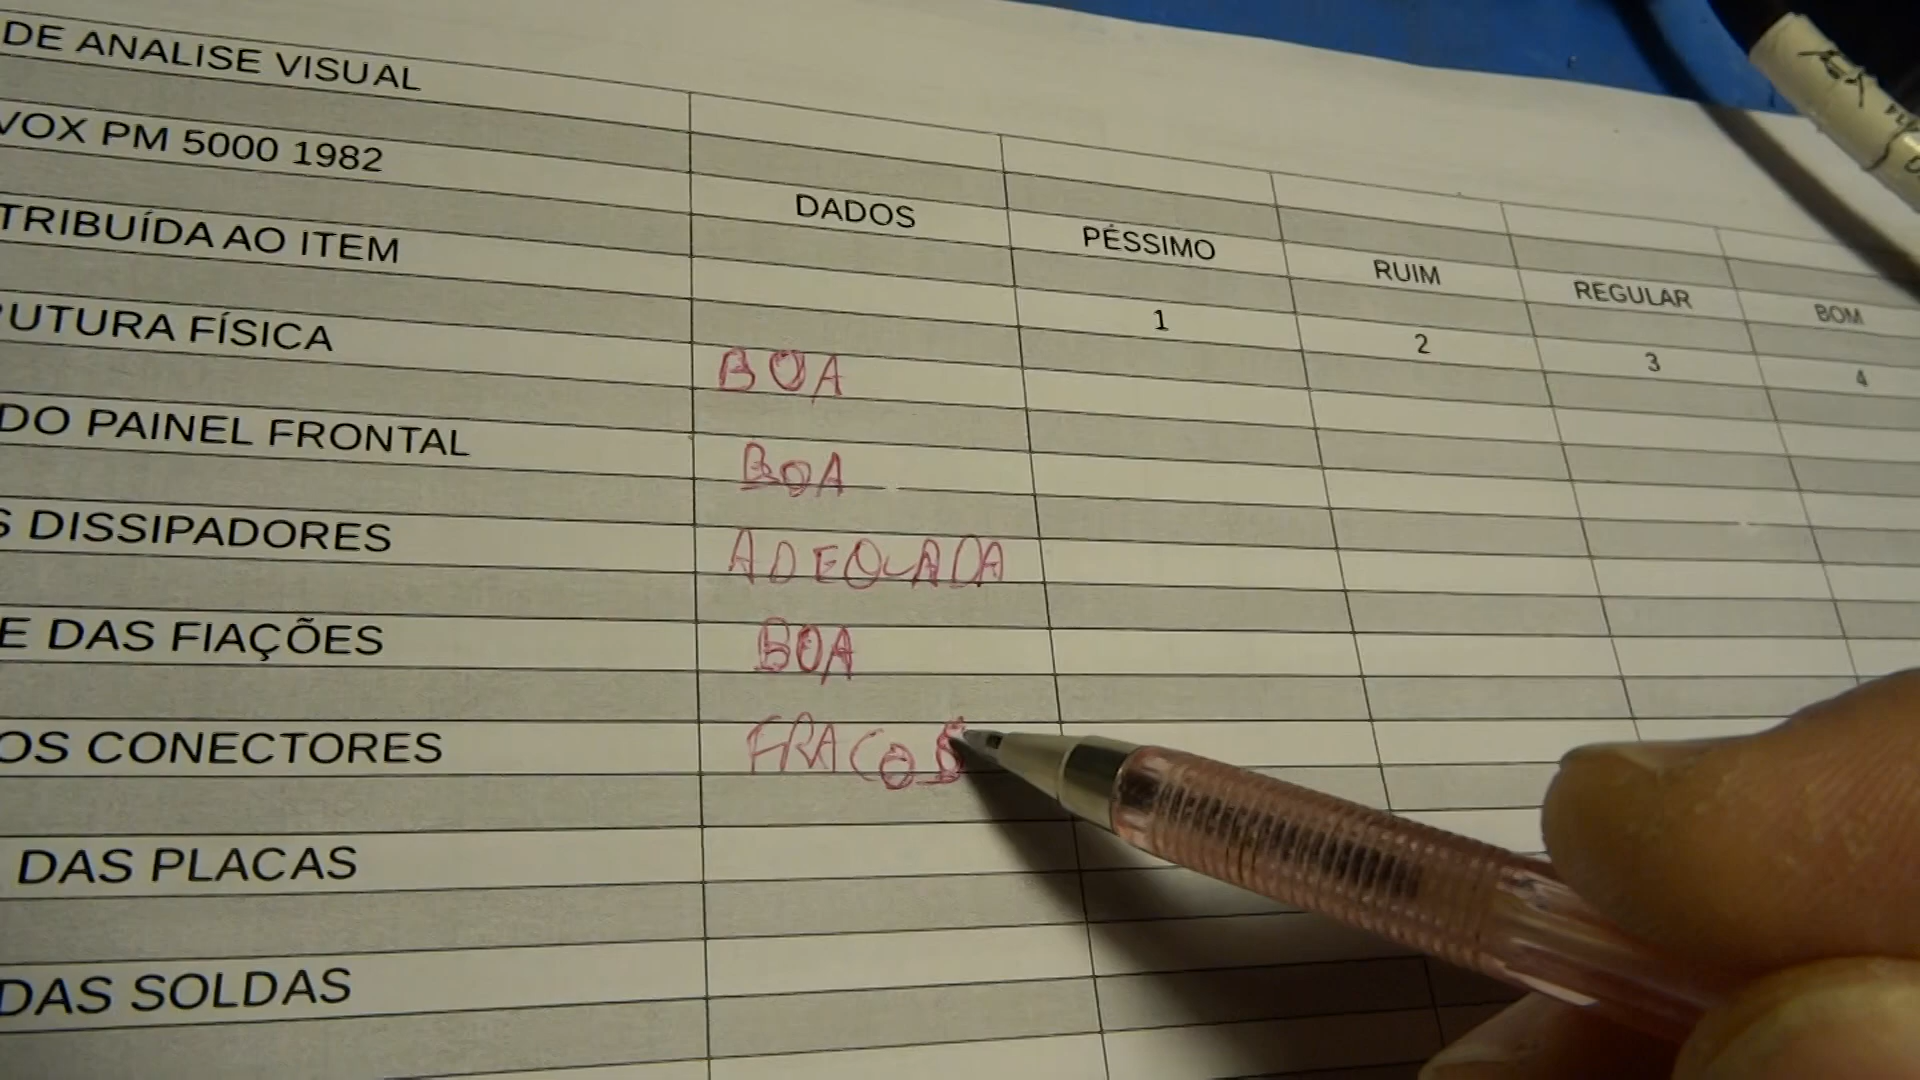 DE ANALISE VISUAL
VOX PM 5000 1982
DADOS PÉSSIMO RUIM REGULAR BOM
TRIBUÍDA AO ITEM 1 2 3 4
RUTURA FÍSICA BOA
DO PAINEL FRONTAL BOA
S DISSIPADORES ADEQUADA
E DAS FIAÇÕES BOA
OS CONECTORES FRACOS
DAS PLACAS
DAS SOLDAS